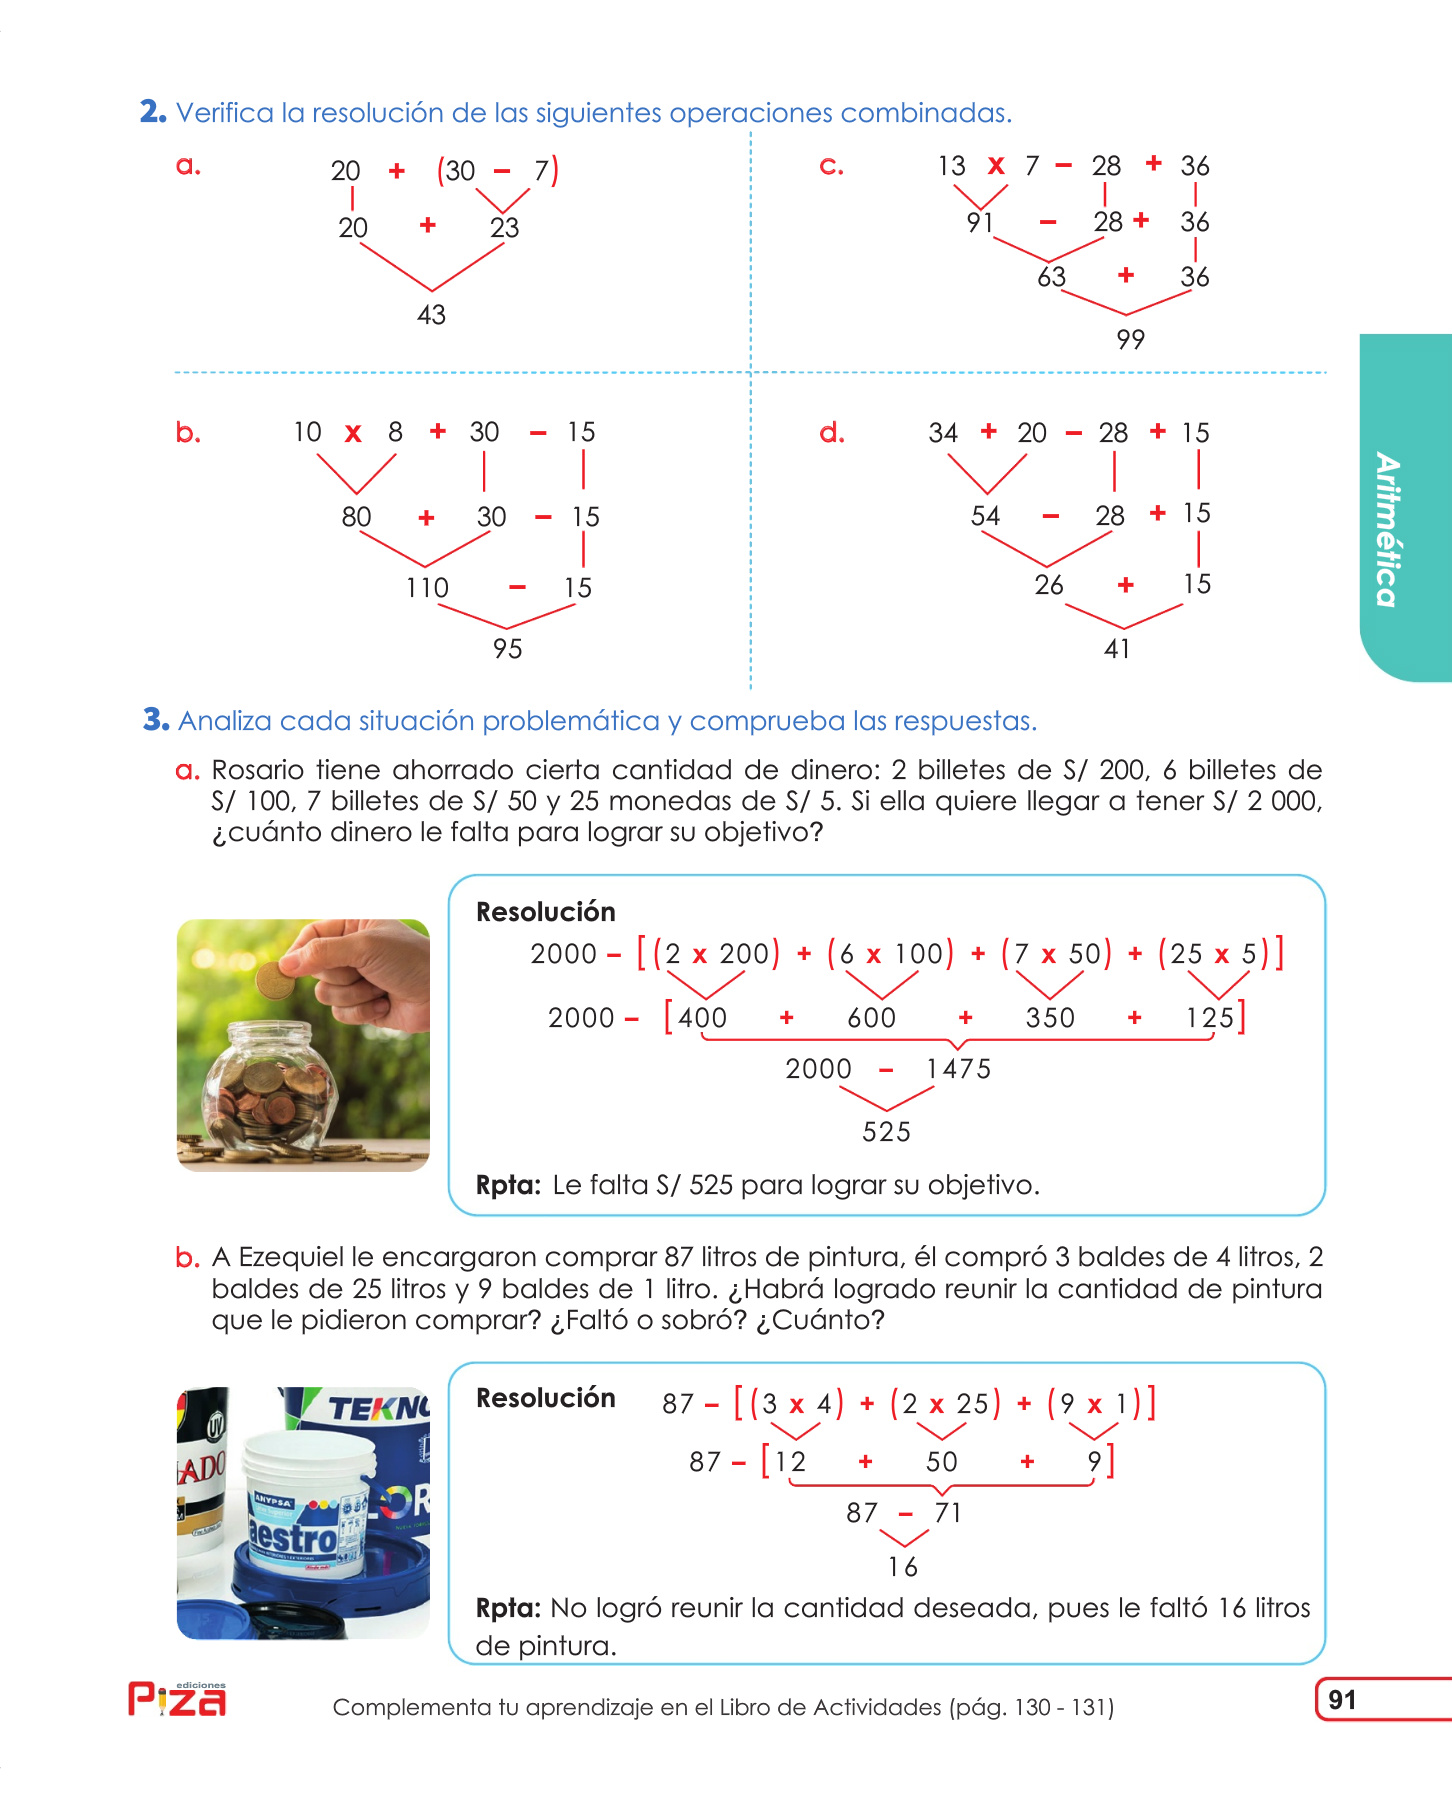 2. Verifica la resolución de las siguientes operaciones combinadas.
a.
20 + (30 – 7)
20 + 23
43
c.
13 x 7 – 28 + 36
91 – 28 + 36
63 + 36
99
b.
10 x 8 + 30 – 15
80 + 30 – 15
110 – 15
95
d.
34 + 20 – 28 + 15
54 – 28 + 15
26 + 15
41
Aritmética
3. Analiza cada situación problemática y comprueba las respuestas.
a. Rosario tiene ahorrado cierta cantidad de dinero: 2 billetes de S/ 200, 6 billetes de
S/ 100, 7 billetes de S/ 50 y 25 monedas de S/ 5. Si ella quiere llegar a tener S/ 2 000,
¿cuánto dinero le falta para lograr su objetivo?
Resolución
2000 – [(2 x 200) + (6 x 100) + (7 x 50) + (25 x 5)]
2000 – [400 + 600 + 350 + 125]
2000 – 1475
525
Rpta: Le falta S/ 525 para lograr su objetivo.
b. A Ezequiel le encargaron comprar 87 litros de pintura, él compró 3 baldes de 4 litros, 2
baldes de 25 litros y 9 baldes de 1 litro. ¿Habrá logrado reunir la cantidad de pintura
que le pidieron comprar? ¿Faltó o sobró? ¿Cuánto?
TEKNO
UV
ADO
ANYPSA
aestro
OR
Resolución 87 – [(3 x 4) + (2 x 25) + (9 x 1)]
87 – [12 + 50 + 9]
87 – 71
16
Rpta: No logró reunir la cantidad deseada, pues le faltó 16 litros
de pintura.
ediciones
Piza
Complementa tu aprendizaje en el Libro de Actividades (pág. 130 - 131)
91